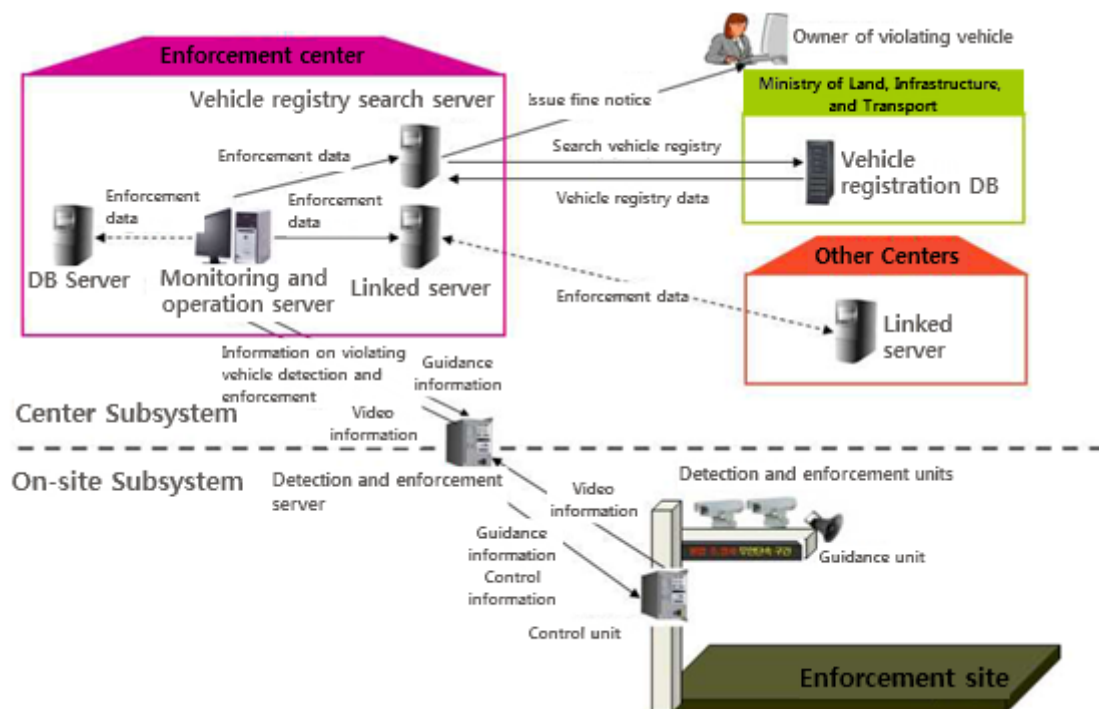 Enforcement center
Owner of violating vehicle
Ministry of Land, Infrastructure,
and Transport
Vehicle registry search server
Issue fine notice
Enforcement data
Search vehicle registry
Vehicle
registration DB
Vehicle registry data
Enforcement
data
Enforcement
data
DB Server
Monitoring and
operation server
Linked server
Other Centers
Enforcement data
Linked
server
Information on violating
vehicle detection and
enforcement
Guidance
information
Center Subsystem
Video
information
On-site Subsystem
Detection and enforcement
server
Video
information
Detection and enforcement units
Guidance
information
Control
information
Guidance unit
Control unit
Enforcement site